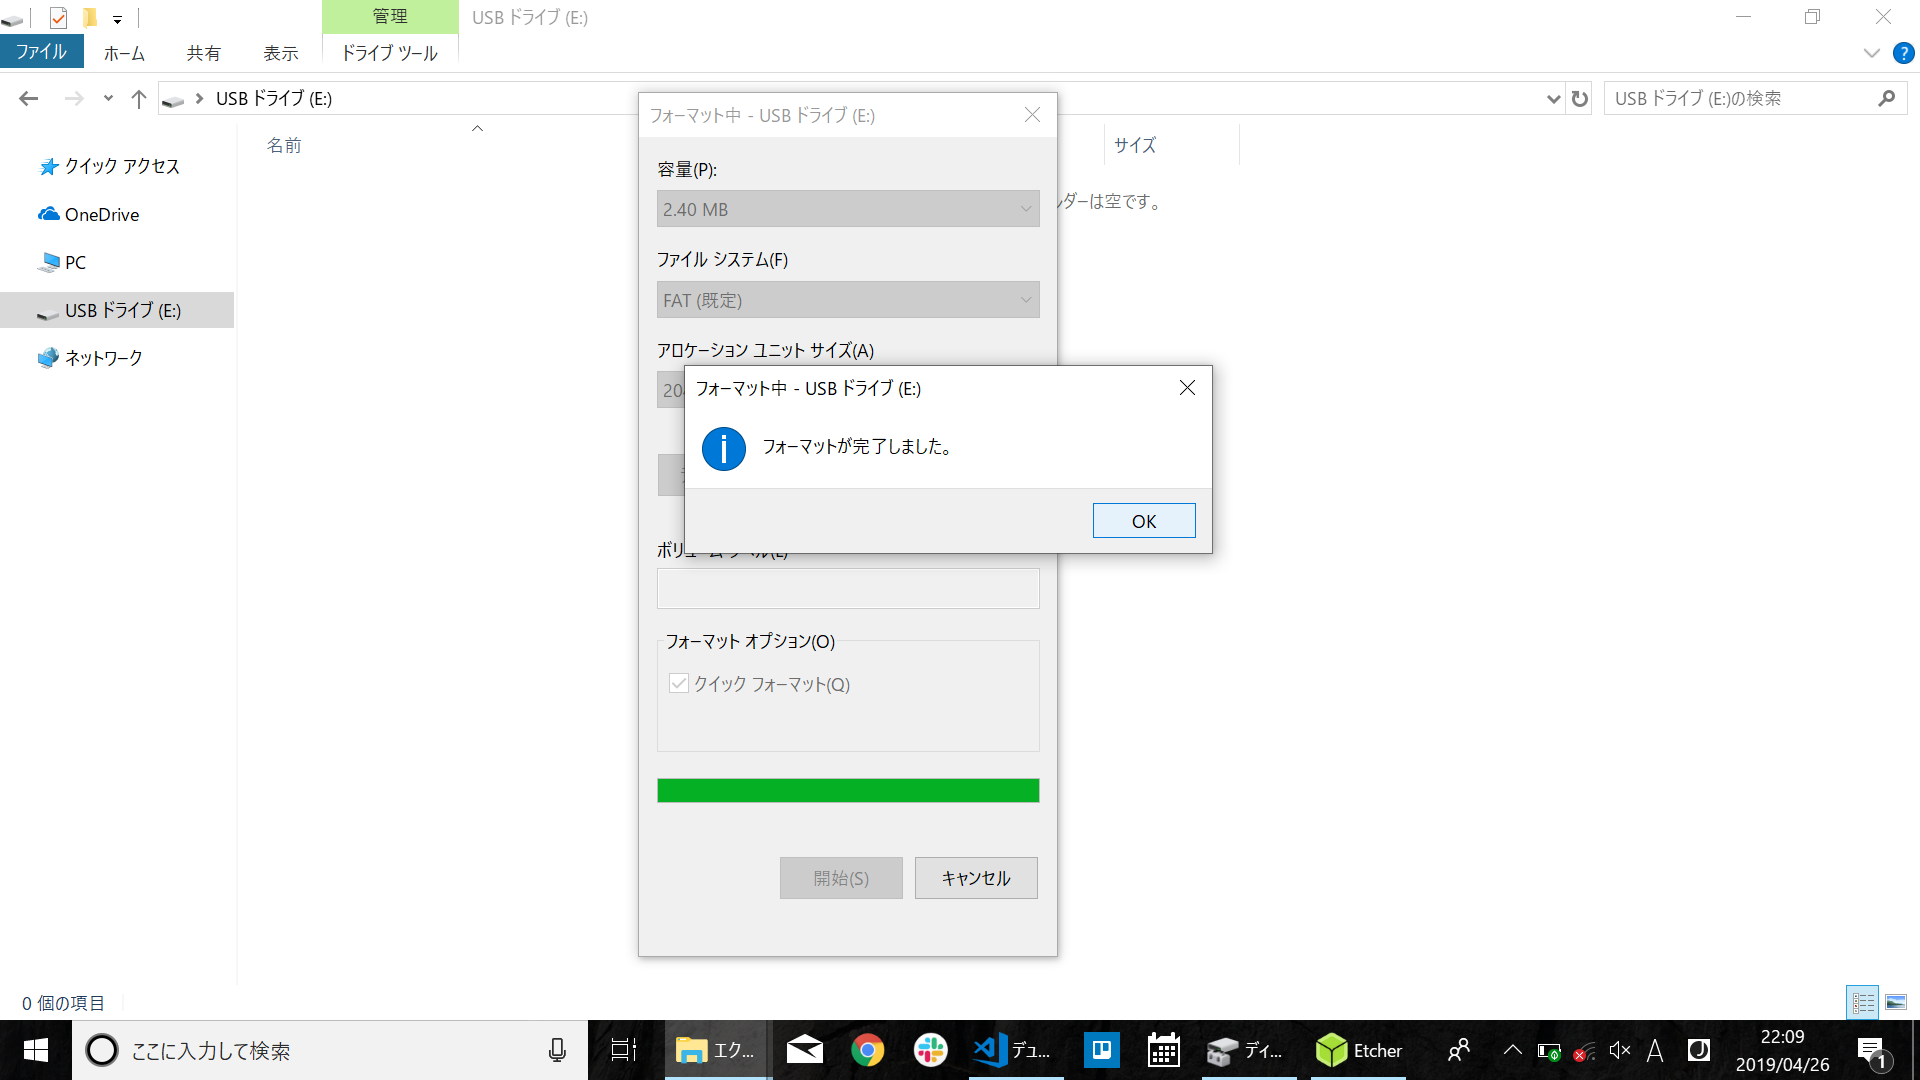 管理
USB ドライブ (E:)
ファイル
ホーム
共有
表示
ドライブ ツール
USB ドライブ (E:)
USB ドライブ (E:)の検索
名前
サイズ
クイック アクセス
OneDrive
PC
USB ドライブ (E:)
ネットワーク
ダーは空です。
フォーマット中 - USB ドライブ (E:)
容量(P):
2.40 MB
ファイル システム(F)
FAT (既定)
アロケーション ユニット サイズ(A)
20
フォーマット中 - USB ドライブ (E:)
フォーマットが完了しました。
OK
フォーマット オプション(O)
クイック フォーマット(Q)
開始(S)
キャンセル
0 個の項目
ここに入力して検索
エク...
デュ...
ディ...
Etcher
A
J
22:09
2019/04/26
1